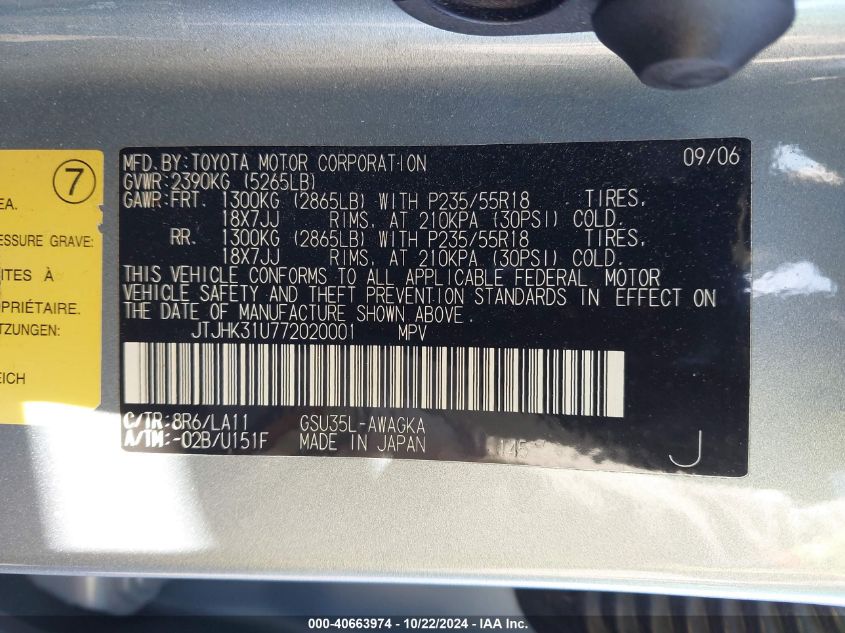 7
EA.
ESSURE GRAVE:
ITES À
OPRIÉTAIRE.
TZUNGEN:
EICH
MFD. BY: TOYOTA MOTOR CORPORATION 09/06
GVWR: 2390KG (5265LB)
GAWR: FRT. 1300KG (2865LB) WITH P235/55R18 TIRES,
18X7JJ RIMS, AT 210KPA (30PSI) COLD.
RR. 1300KG (2865LB) WITH P235/55R18 TIRES,
18X7JJ RIMS, AT 210KPA (30PSI) COLD.
THIS VEHICLE CONFORMS TO ALL APPLICABLE FEDERAL MOTOR
VEHICLE SAFETY AND THEFT PREVENTION STANDARDS IN EFFECT ON
THE DATE OF MANUFACTURE SHOWN ABOVE.
JTJHK31U772020001 MPV
C/TR: 8R6/LA11 GSU35L-AWAGKA
A/TM: -02B/U151F MADE IN JAPAN
J
000-40663974 - 10/22/2024 - © IAA, Inc.